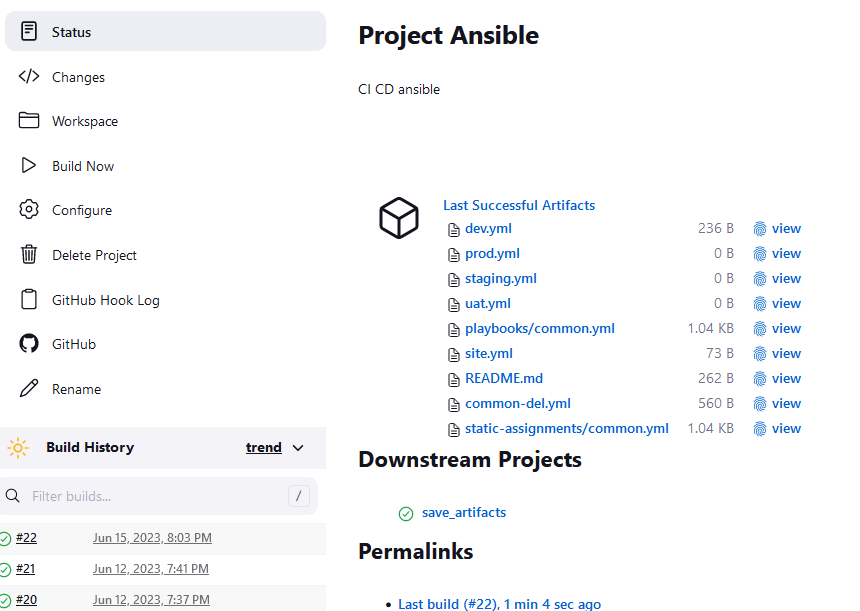 Status
Changes
Workspace
Build Now
Configure
Delete Project
GitHub Hook Log
GitHub
Rename
Build History trend
Filter builds... /
#22 Jun 15, 2023, 8:03 PM
#21 Jun 12, 2023, 7:41 PM
#20 Jun 12, 2023, 7:37 PM
Project Ansible
CI CD ansible
Last Successful Artifacts
dev.yml 236 B view
prod.yml 0 B view
staging.yml 0 B view
uat.yml 0 B view
playbooks/common.yml 1.04 KB view
site.yml 73 B view
README.md 262 B view
common-del.yml 560 B view
static-assignments/common.yml 1.04 KB view
Downstream Projects
save_artifacts
Permalinks
• Last build (#22), 1 min 4 sec ago